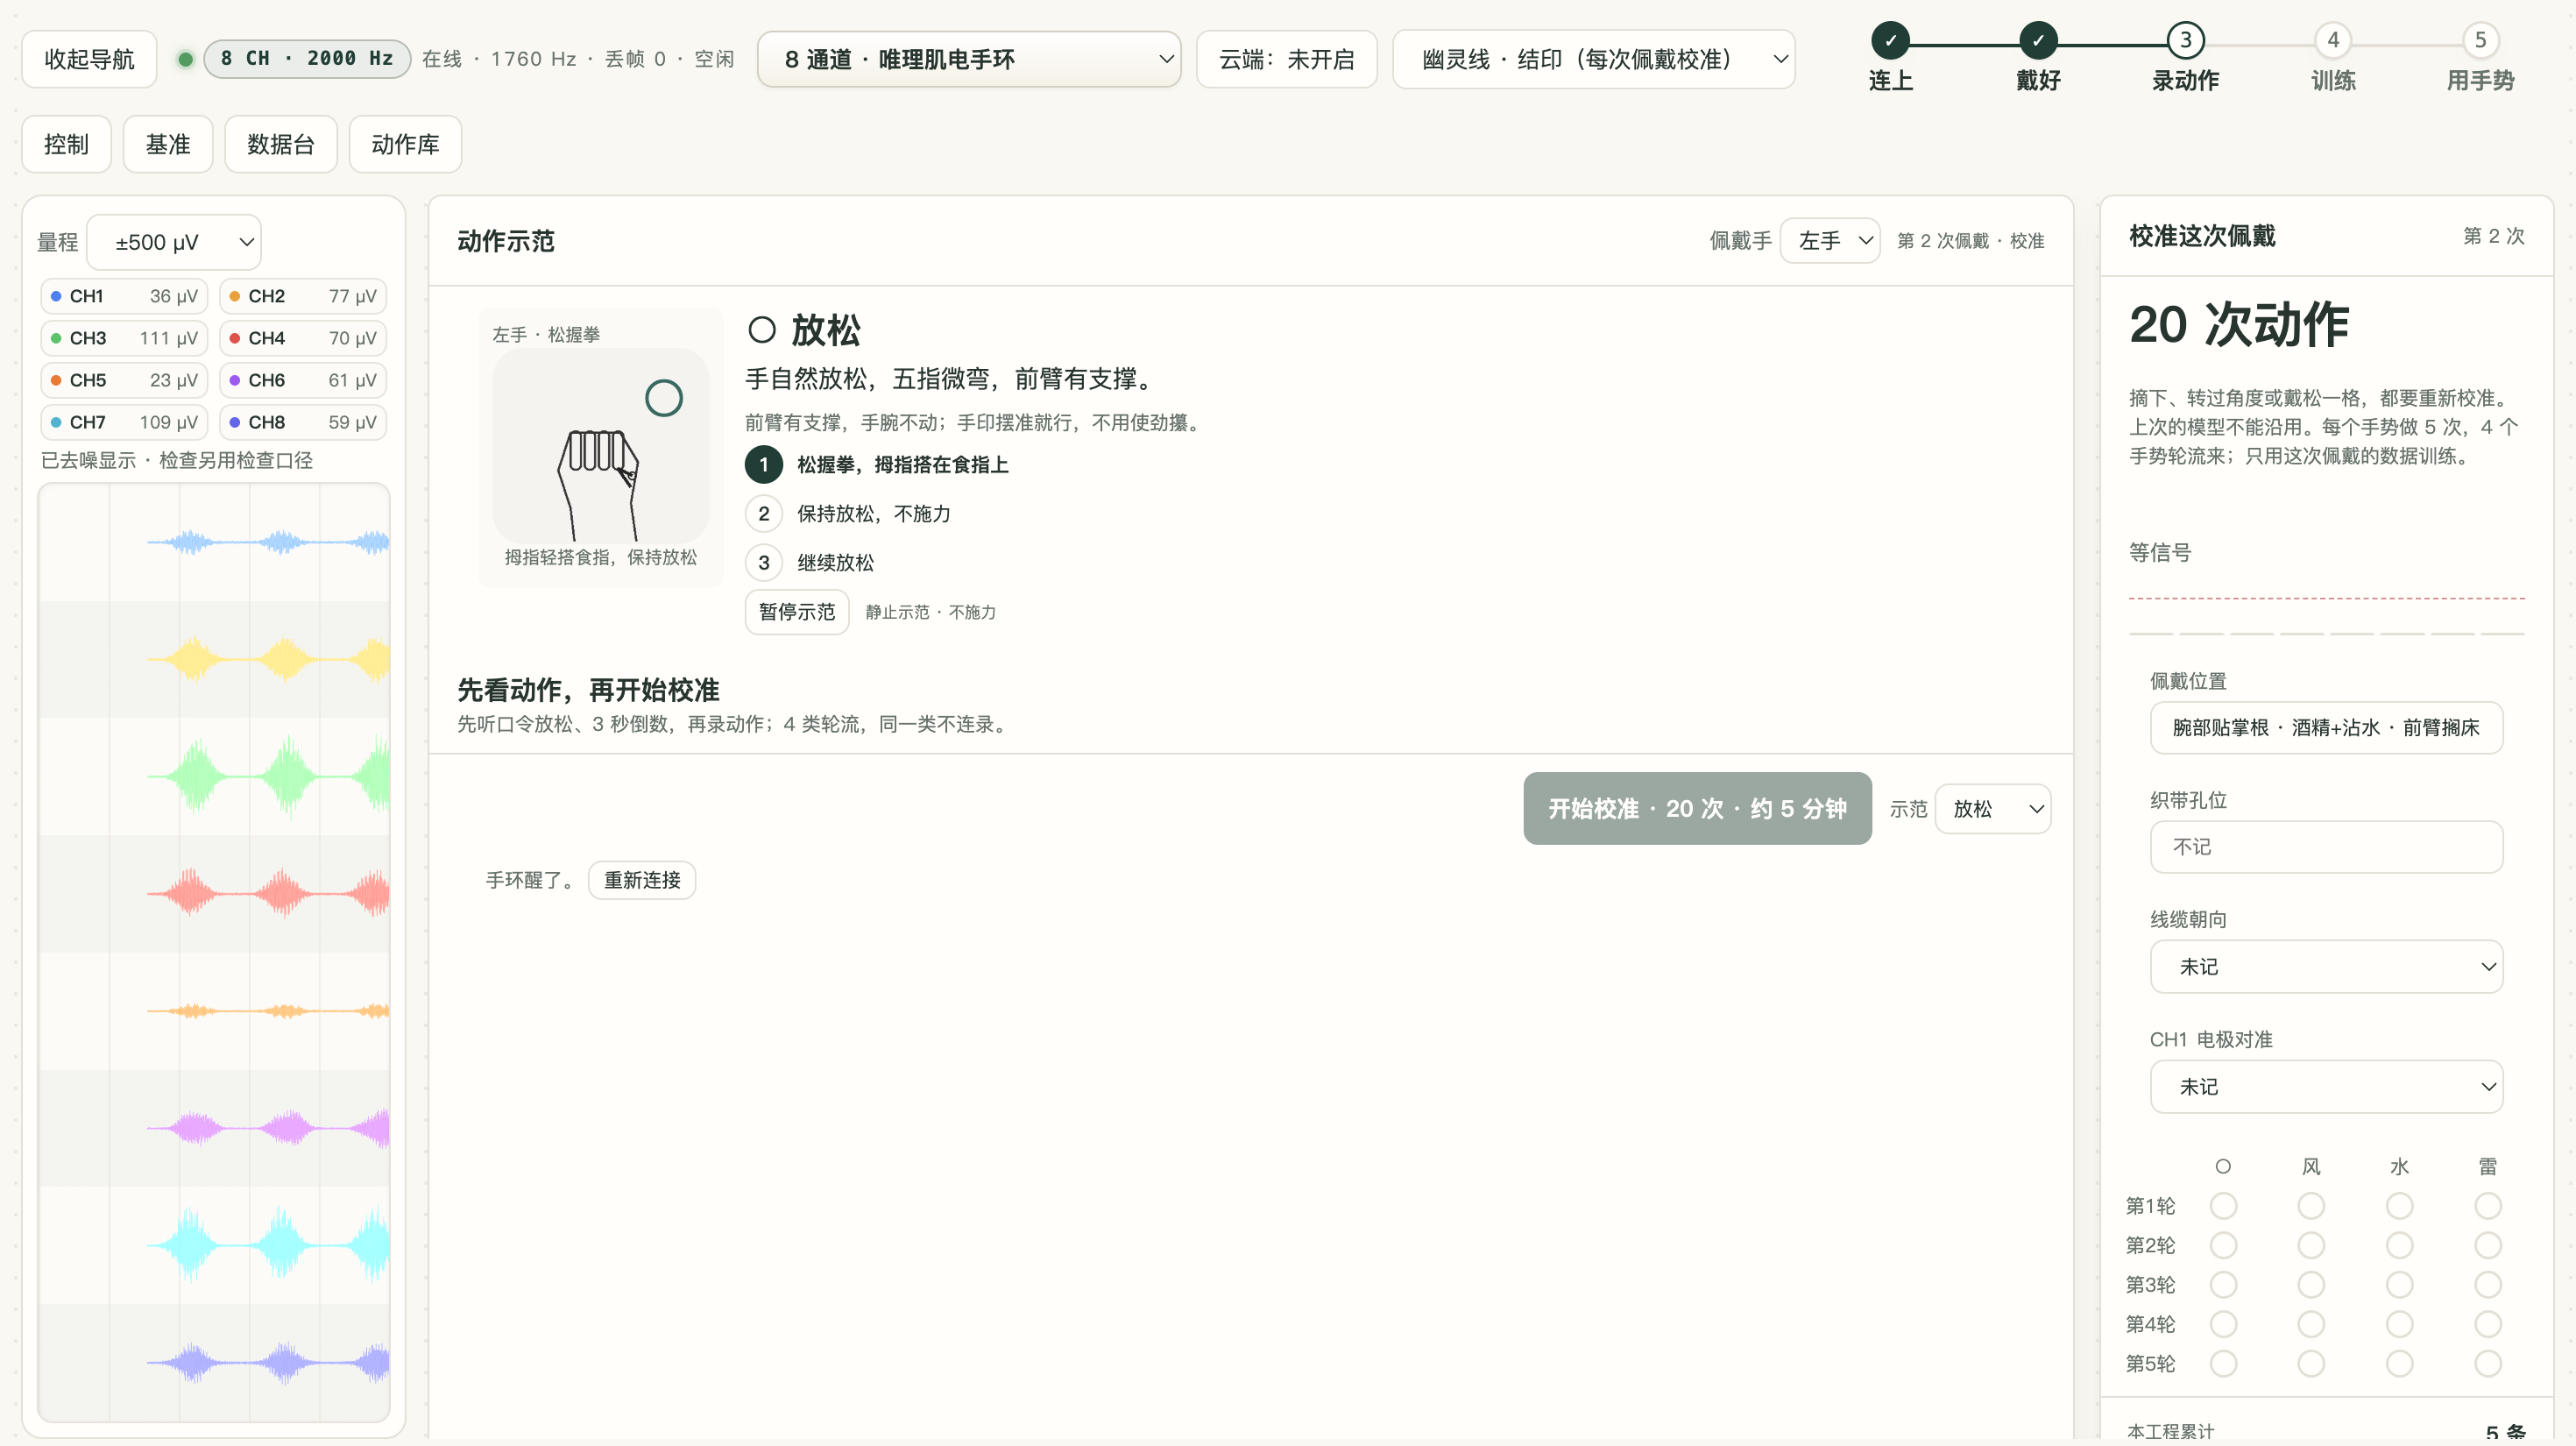 收起导航
8 CH · 2000 Hz
在线 · 1760 Hz · 丢帧 0 · 空闲
8 通道 · 唯理肌电手环
云端：未开启
幽灵线 · 结印（每次佩戴校准）
✓
✓
3
4
5
连上
戴好
录动作
训练
用手势
控制
基准
数据台
动作库
量程
±500 μV
CH1 36 μV
CH2 77 μV
CH3 111 μV
CH4 70 μV
CH5 23 μV
CH6 61 μV
CH7 109 μV
CH8 59 μV
已去噪显示 · 检查另用检查口径
动作示范
佩戴手
左手
第 2 次佩戴 · 校准
左手 · 松握拳
拇指轻搭食指，保持放松
放松
手自然放松，五指微弯，前臂有支撑。
前臂有支撑，手腕不动；手印摆准就行，不用使劲攥。
1 松握拳，拇指搭在食指上
2 保持放松，不施力
3 继续放松
暂停示范
静止示范 · 不施力
先看动作，再开始校准
先听口令放松、3 秒倒数，再录动作；4 类轮流，同一类不连录。
开始校准 · 20 次 · 约 5 分钟
示范
放松
手环醒了。
重新连接
校准这次佩戴
第 2 次
20 次动作
摘下、转过角度或戴松一格，都要重新校准。
上次的模型不能沿用。每个手势做 5 次，4 个
手势轮流来；只用这次佩戴的数据训练。
等信号
佩戴位置
腕部贴掌根 · 酒精+沾水 · 前臂搁床
织带孔位
不记
线缆朝向
未记
CH1 电极对准
未记
○ 风 水 雷
第1轮
第2轮
第3轮
第4轮
第5轮
本工程累计
5 条